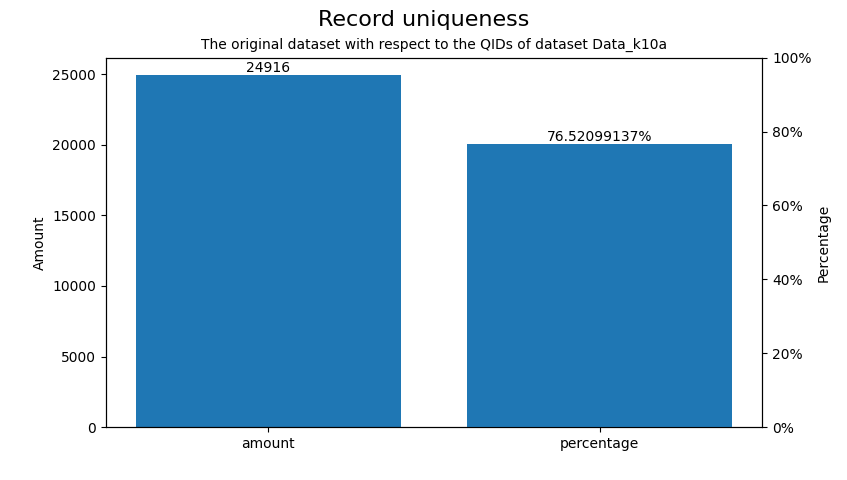 Record uniqueness
The original dataset with respect to the QIDs of dataset Data_k10a
24916
76.52099137%
25000
20000
15000
10000
5000
0
Amount
100%
80%
60%
40%
20%
0%
Percentage
amount
percentage